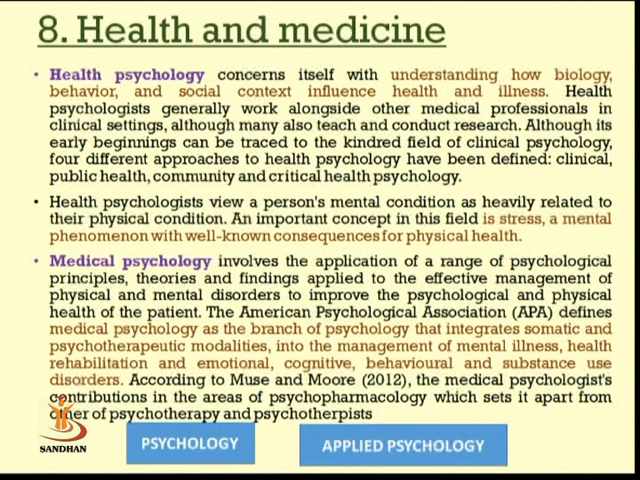 8. Health and medicine
• Health psychology concerns itself with understanding how biology,
behavior, and social context influence health and illness. Health
psychologists generally work alongside other medical professionals in
clinical settings, although many also teach and conduct research. Although its
early beginnings can be traced to the kindred field of clinical psychology,
four different approaches to health psychology have been defined: clinical,
public health, community and critical health psychology.
• Health psychologists view a person's mental condition as heavily related to
their physical condition. An important concept in this field is stress, a mental
phenomenon with well-known consequences for physical health.
• Medical psychology involves the application of a range of psychological
principles, theories and findings applied to the effective management of
physical and mental disorders to improve the psychological and physical
health of the patient. The American Psychological Association (APA) defines
medical psychology as the branch of psychology that integrates somatic and
psychotherapeutic modalities, into the management of mental illness, health
rehabilitation and emotional, cognitive, behavioural and substance use
disorders. According to Muse and Moore (2012), the medical psychologist's
contributions in the areas of psychopharmacology which sets it apart from
other of psychotherapy and psychotherpists
SANDHAN
PSYCHOLOGY
APPLIED PSYCHOLOGY